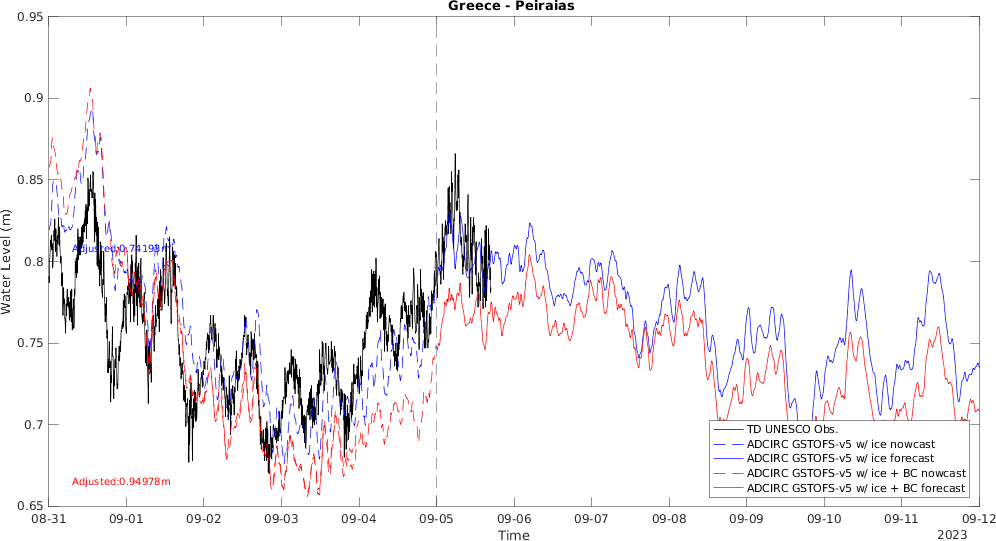 Greece - Peiraias
0.95
0.9
0.85
0.8
0.75
0.7
0.65
Water Level (m)
Adjusted:0.74193m
Adjusted:0.94978m
TD UNESCO Obs.
ADCIRC GSTOFS-v5 w/ ice nowcast
ADCIRC GSTOFS-v5 w/ ice forecast
ADCIRC GSTOFS-v5 w/ ice + BC nowcast
ADCIRC GSTOFS-v5 w/ ice + BC forecast
08-31 09-01 09-02 09-03 09-04 09-05 09-06 09-07 09-08 09-09 09-10 09-11 09-12
Time
2023